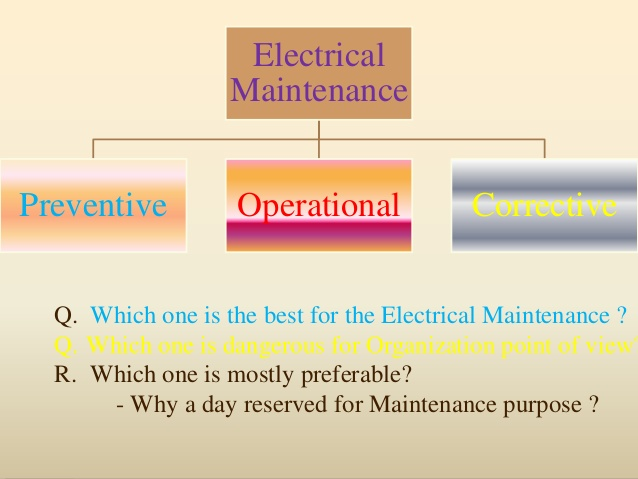 Electrical
Maintenance
Preventive
Operational
Corrective
Q. Which one is the best for the Electrical Maintenance ?
Q. Which one is dangerous for Organization point of view?
R. Which one is mostly preferable?
- Why a day reserved for Maintenance purpose ?